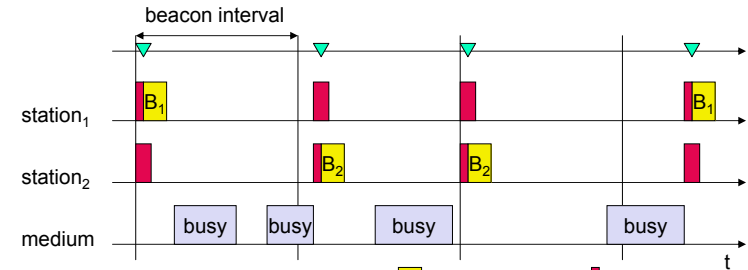 beacon interval
B₁ B₁
station₁
B₂ B₂
station₂
busy busy busy busy
medium
t